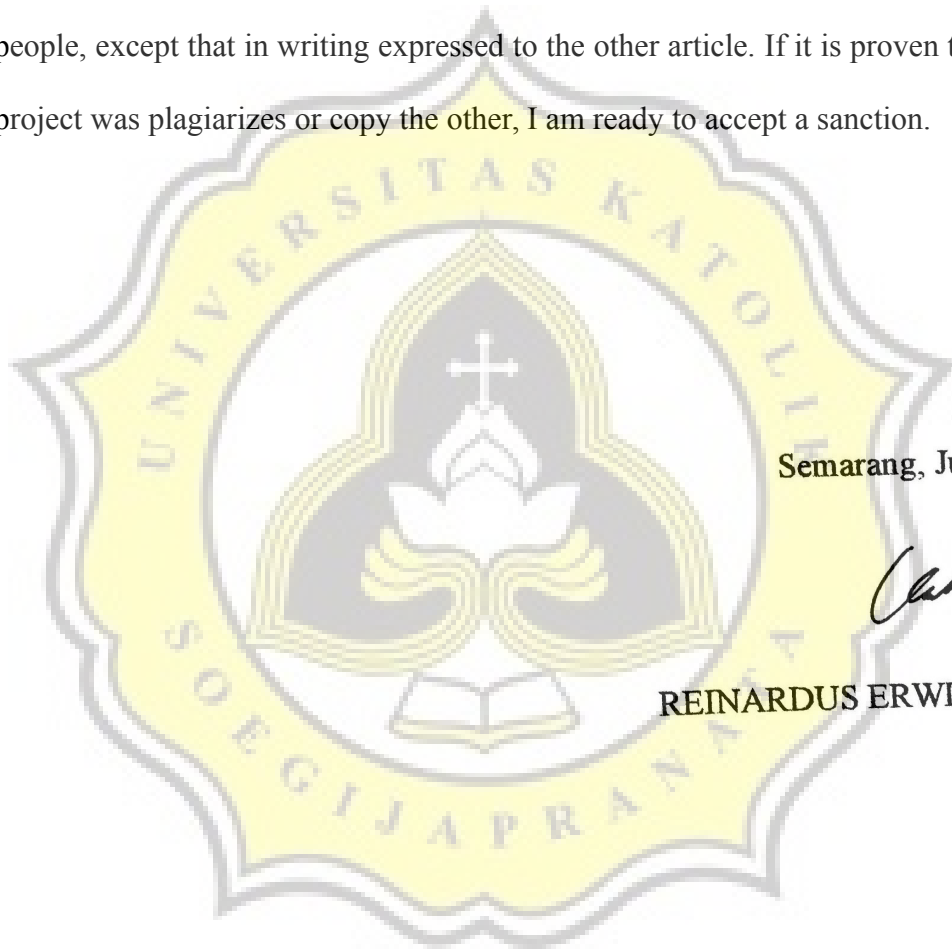 people, except that in writing expressed to the other article. If it is proven
project was plagiarizes or copy the other, I am ready to accept a sanction.
UNIVERSITAS KATOLIK
Semarang,
REINARDUS
SOEGIJAPRANATA